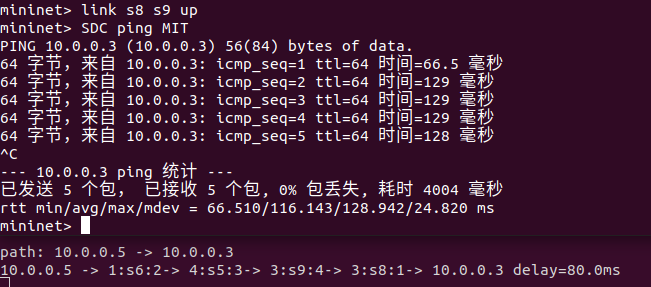 mininet> link s8 s9 up
mininet> SDC ping MIT
PING 10.0.0.3 (10.0.0.3) 56(84) bytes of data.
64 字节，来自 10.0.0.3: icmp_seq=1 ttl=64 时间=66.5 毫秒
64 字节，来自 10.0.0.3: icmp_seq=2 ttl=64 时间=129 毫秒
64 字节，来自 10.0.0.3: icmp_seq=3 ttl=64 时间=129 毫秒
64 字节，来自 10.0.0.3: icmp_seq=4 ttl=64 时间=129 毫秒
64 字节，来自 10.0.0.3: icmp_seq=5 ttl=64 时间=128 毫秒
^C
--- 10.0.0.3 ping 统计 ---
已发送 5 个包， 已接收 5 个包, 0% 包丢失, 耗时 4004 毫秒
rtt min/avg/max/mdev = 66.510/116.143/128.942/24.820 ms
mininet>
path: 10.0.0.5 -> 10.0.0.3
10.0.0.5 -> 1:s6:2-> 4:s5:3-> 3:s9:4-> 3:s8:1-> 10.0.0.3 delay=80.0ms